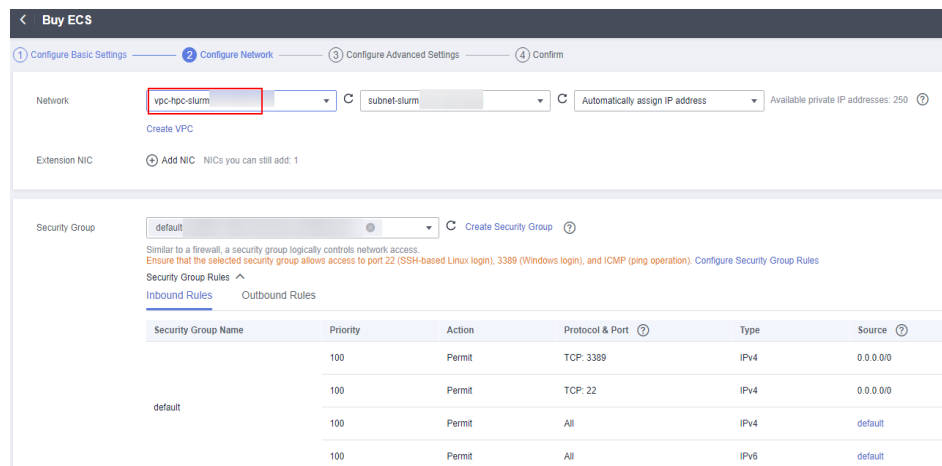 Buy ECS
1 Configure Basic Settings 2 Configure Network 3 Configure Advanced Settings 4 Confirm
Network vpc-hpc-slurm subnet-slurm Automatically assign IP address Available private IP addresses: 250 ?
Create VPC
Extension NIC Add NIC NICs you can still add: 1
Security Group default Create Security Group ?
Similar to a firewall, a security group logically controls network access.
Ensure that the selected security group allows access to port 22 (SSH-based Linux login), 3389 (Windows login), and ICMP (ping operation). Configure Security Group Rules
Security Group Rules
Inbound Rules Outbound Rules
Security Group Name Priority Action Protocol & Port ? Type Source ?
100 Permit TCP: 3389 IPv4 0.0.0.0/0
100 Permit TCP: 22 IPv4 0.0.0.0/0
default
100 Permit All IPv4 default
100 Permit All IPv6 default